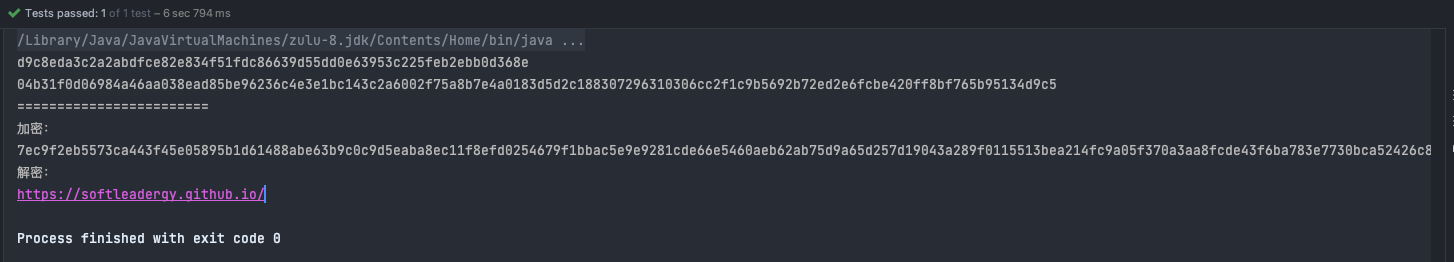 Tests passed: 1 of 1 test – 6 sec 794 ms
/Library/Java/JavaVirtualMachines/zulu-8.jdk/Contents/Home/bin/java ...
d9c8eda3c2a2abdfce82e834f51fdc86639d55dd0e63953c225feb2ebb0d368e
04b31f0d06984a46aa038ead85be96236c4e3e1bc143c2a6002f75a8b7e4a0183d5d2c188307296310306cc2f1c9b5692b72ed2e6fcbe420ff8bf765b95134d9c5
========================
加密:
7ec9f2eb5573ca443f45e05895b1d61488abe63b9c0c9d5eaba8ec11f8efd0254679f1bbac5e9e9281cde66e5460aeb62ab75d9a65d257d19043a289f0115513bea214fc9a05f370a3aa8fcde43f6ba783e7730bca52426c8
解密:
https://softleadergy.github.io/
Process finished with exit code 0